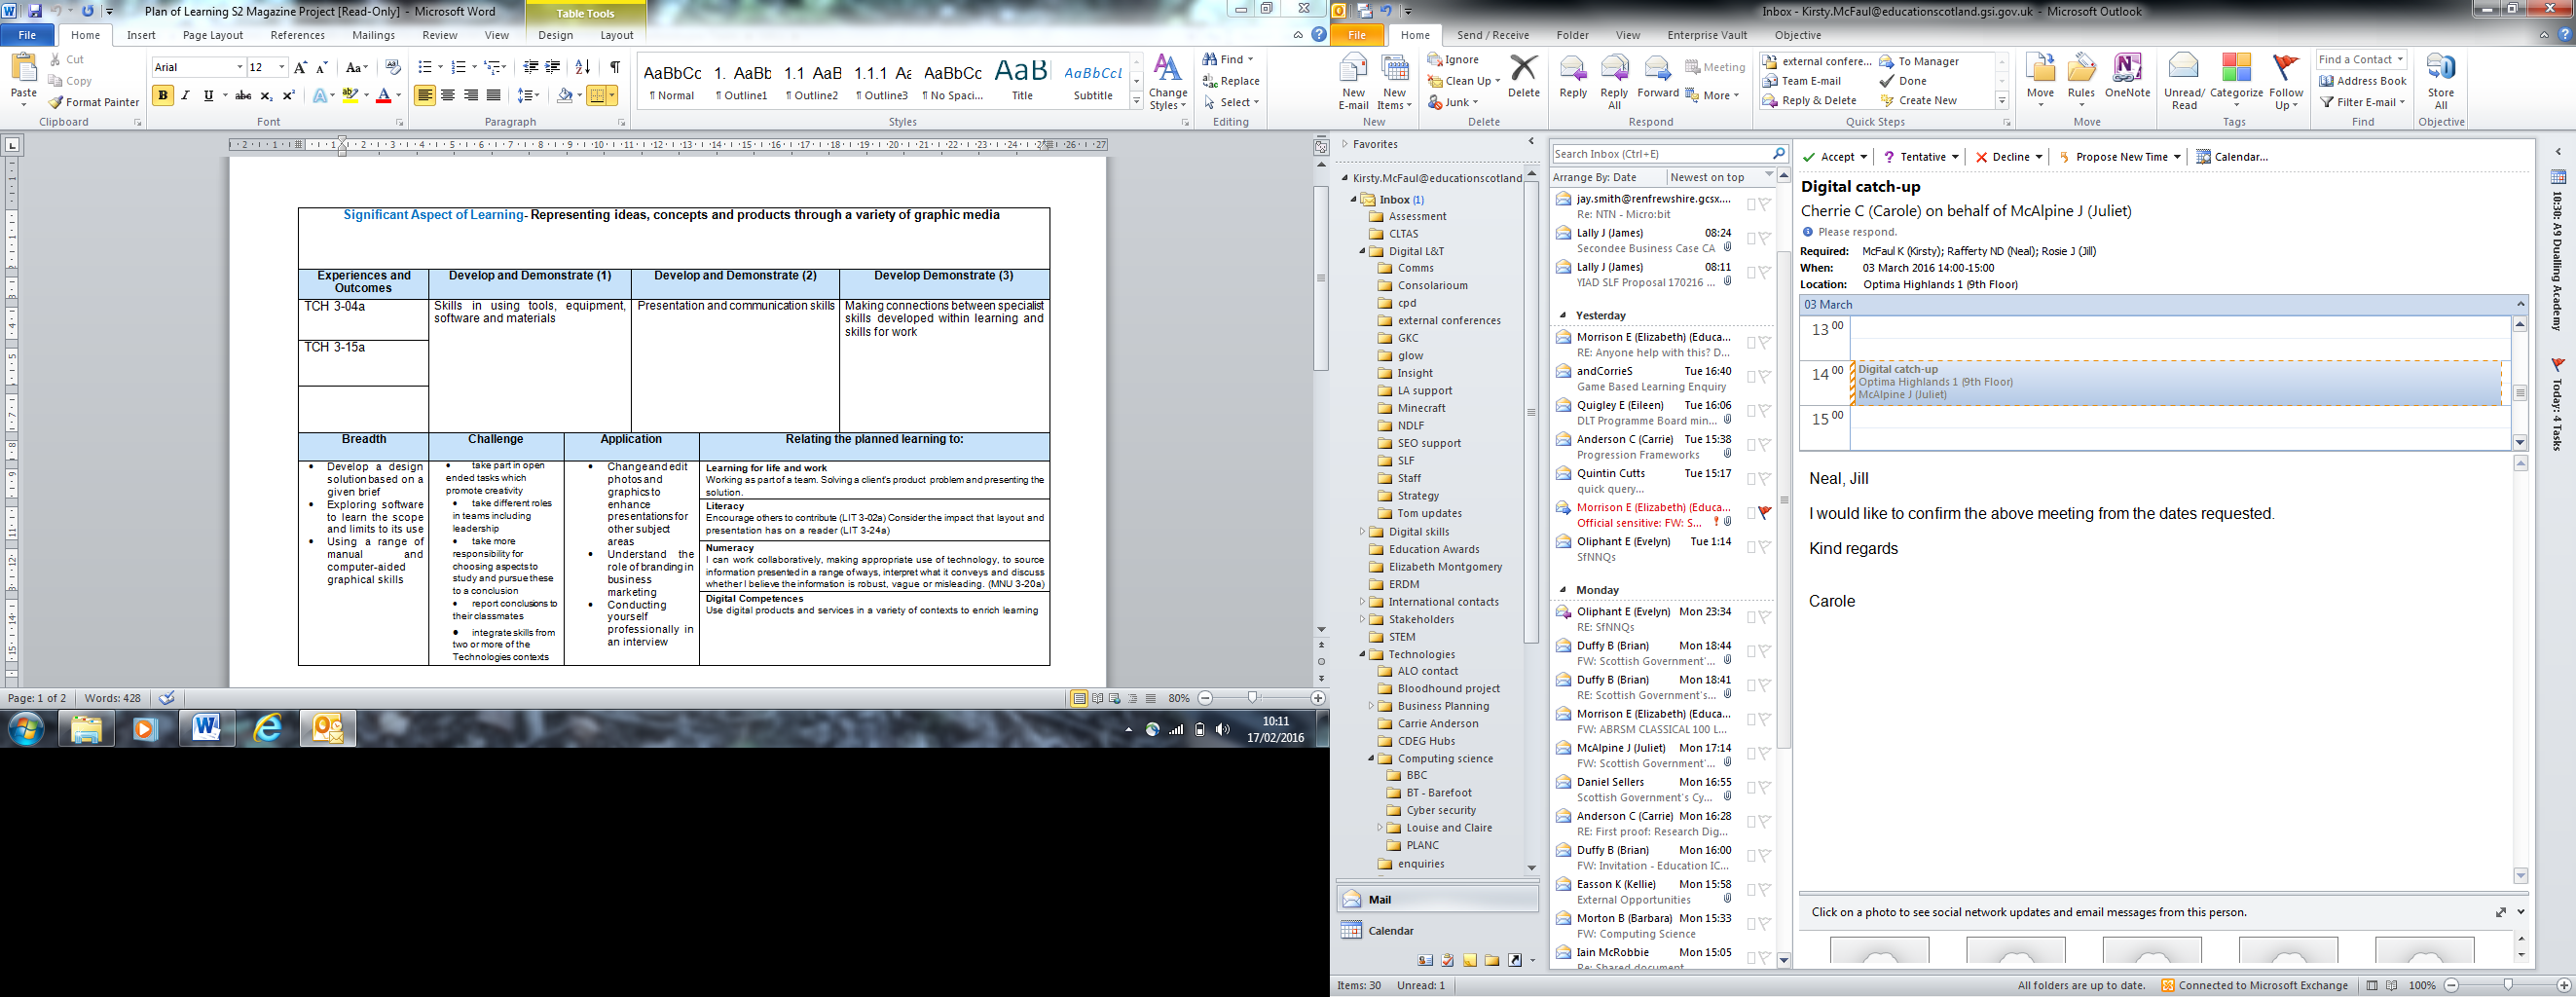 Plan of Learning S2 Magazine Project [Read-Only] - Microsoft Word
Table Tools
File Home Insert Page Layout References Mailings Review View Design Layout
Cut
Copy
Paste
Format Painter
Clipboard
Arial 12
Font
Paragraph
AaBbCc 1. AaBb 1.1 AaB 1.1.1 Aa AaBbCc AaB AaBbCcL
¶ Normal ¶ Outline1 ¶ Outline2 ¶ Outline3 ¶ No Spaci... Title Subtitle
Change Styles
Styles
Find
Replace
Select
Editing
Significant Aspect of Learning- Representing ideas, concepts and products through a variety of graphic media
Experiences and Outcomes
Develop and Demonstrate (1)
Develop and Demonstrate (2)
Develop Demonstrate (3)
TCH 3-04a
TCH 3-15a
Skills in using tools, equipment,
software and materials
Presentation and communication skills
Making connections between specialist
skills developed within learning and
skills for work
Breadth
Challenge
Application
Relating the planned learning to:
• Develop a design
solution based on a
given brief
• Exploring software
to learn the scope
and limits to its use
• Using a range of
manual and
computer-aided
graphical skills
• take part in open
ended tasks which
promote creativity
• take different roles
in teams including
leadership
• take more
responsibility for
choosing aspects to
study and pursue these
to a conclusion
• report conclusions to
their classmates
• integrate skills from
two or more of the
Technologies contexts
• Change and edit
photos and
graphics to
enhance
presentations for
other subject
areas
• Understand the
role of branding in
business
marketing
• Conducting
yourself
professionally in
an interview
Learning for life and work
Working as part of a team. Solving a client's product problem and presenting the
solution.
Literacy
Encourage others to contribute (LIT 3-02a) Consider the impact that layout and
presentation has on a reader (LIT 3-24a)
Numeracy
I can work collaboratively, making appropriate use of technology, to source
information presented in a range of ways, interpret what it conveys and discuss
whether I believe the information is robust, vague or misleading. (MNU 3-20a)
Digital Competences
Use digital products and services in a variety of contexts to enrich learning
Page: 1 of 2 Words: 428
80%
10:11
17/02/2016
Inbox - Kirsty.McFaul@educationscotland.gsi.gov.uk - Microsoft Outlook
File Home Send / Receive Folder View Enterprise Vault Objective
New E-mail
New Items
New
Ignore
Clean Up
Junk
Delete
Delete
Reply
Reply All
Forward
Meeting
More
Respond
external confere...
Team E-mail
Reply & Delete
To Manager
Done
Create New
Quick Steps
Move
Rules
OneNote
Move
Unread/ Read
Categorize
Follow Up
Tags
Find a Contact
Address Book
Filter E-mail
Find
Store All
Objective
Favorites
Kirsty.McFaul@educationscotland
Inbox (1)
Assessment
CLTAS
Digital L&T
Comms
Consolarioum
cpd
external conferences
GKC
glow
Insight
LA support
Minecraft
NDLF
SEO support
SLF
Staff
Strategy
Tom updates
Digital skills
Education Awards
Elizabeth Montgomery
ERDM
International contacts
Stakeholders
STEM
Technologies
ALO contact
Bloodhound project
Business Planning
Carrie Anderson
CDEG Hubs
Computing science
BBC
BT - Barefoot
Cyber security
Louise and Claire
PLANC
enquiries
Mail
Calendar
Items: 30 Unread: 1
Search Inbox (Ctrl+E)
Arrange By: Date Newest on top
jay.smith@renfrewshire.gcsx....
Re: NTN - Micro:bit
Lally J (James) 08:24
Secondee Business Case CA
Lally J (James) 08:11
YIAD SLF Proposal 170216 ...
Yesterday
Morrison E (Elizabeth) (Educa...
RE: Anyone help with this? D...
andCorrieS Tue 16:40
Game Based Learning Enquiry
Quigley E (Eileen) Tue 16:06
DLT Programme Board min...
Anderson C (Carrie) Tue 15:38
Progression Frameworks
Quintin Cutts Tue 15:17
quick query...
Morrison E (Elizabeth) (Educa...
Official sensitive: FW: S...
Oliphant E (Evelyn) Tue 1:14
SfNNQs
Monday
Oliphant E (Evelyn) Mon 23:34
RE: SfNNQs
Duffy B (Brian) Mon 18:44
FW: Scottish Government'...
Duffy B (Brian) Mon 18:41
RE: Scottish Government's...
Morrison E (Elizabeth) (Educa...
FW: ABRSM CLASSICAL 100 L...
McAlpine J (Juliet) Mon 17:14
FW: Scottish Government'...
Daniel Sellers Mon 16:55
Scottish Government's Cy...
Anderson C (Carrie) Mon 16:28
RE: First proof: Research Dig...
Duffy B (Brian) Mon 16:00
FW: Invitation - Education IC...
Easson K (Kellie) Mon 15:58
External Opportunities
Morton B (Barbara) Mon 15:33
FW: Computing Science
Iain McRobbie Mon 15:05
Re: Shared document
Accept Tentative Decline Propose New Time Calendar...
Digital catch-up
Cherrie C (Carole) on behalf of McAlpine J (Juliet)
Please respond.
Required: McFaul K (Kirsty); Rafferty ND (Neal); Rosie J (Jill)
When: 03 March 2016 14:00-15:00
Location: Optima Highlands 1 (9th Floor)
03 March
13 00
14 00
15 00
Digital catch-up
Optima Highlands 1 (9th Floor)
McAlpine J (Juliet)
Neal, Jill
I would like to confirm the above meeting from the dates requested.
Kind regards
Carole
Click on a photo to see social network updates and email messages from this person.
All folders are up to date. Connected to Microsoft Exchange 100%
10:30: A9 Dualling Academy
Today: 4 Tasks